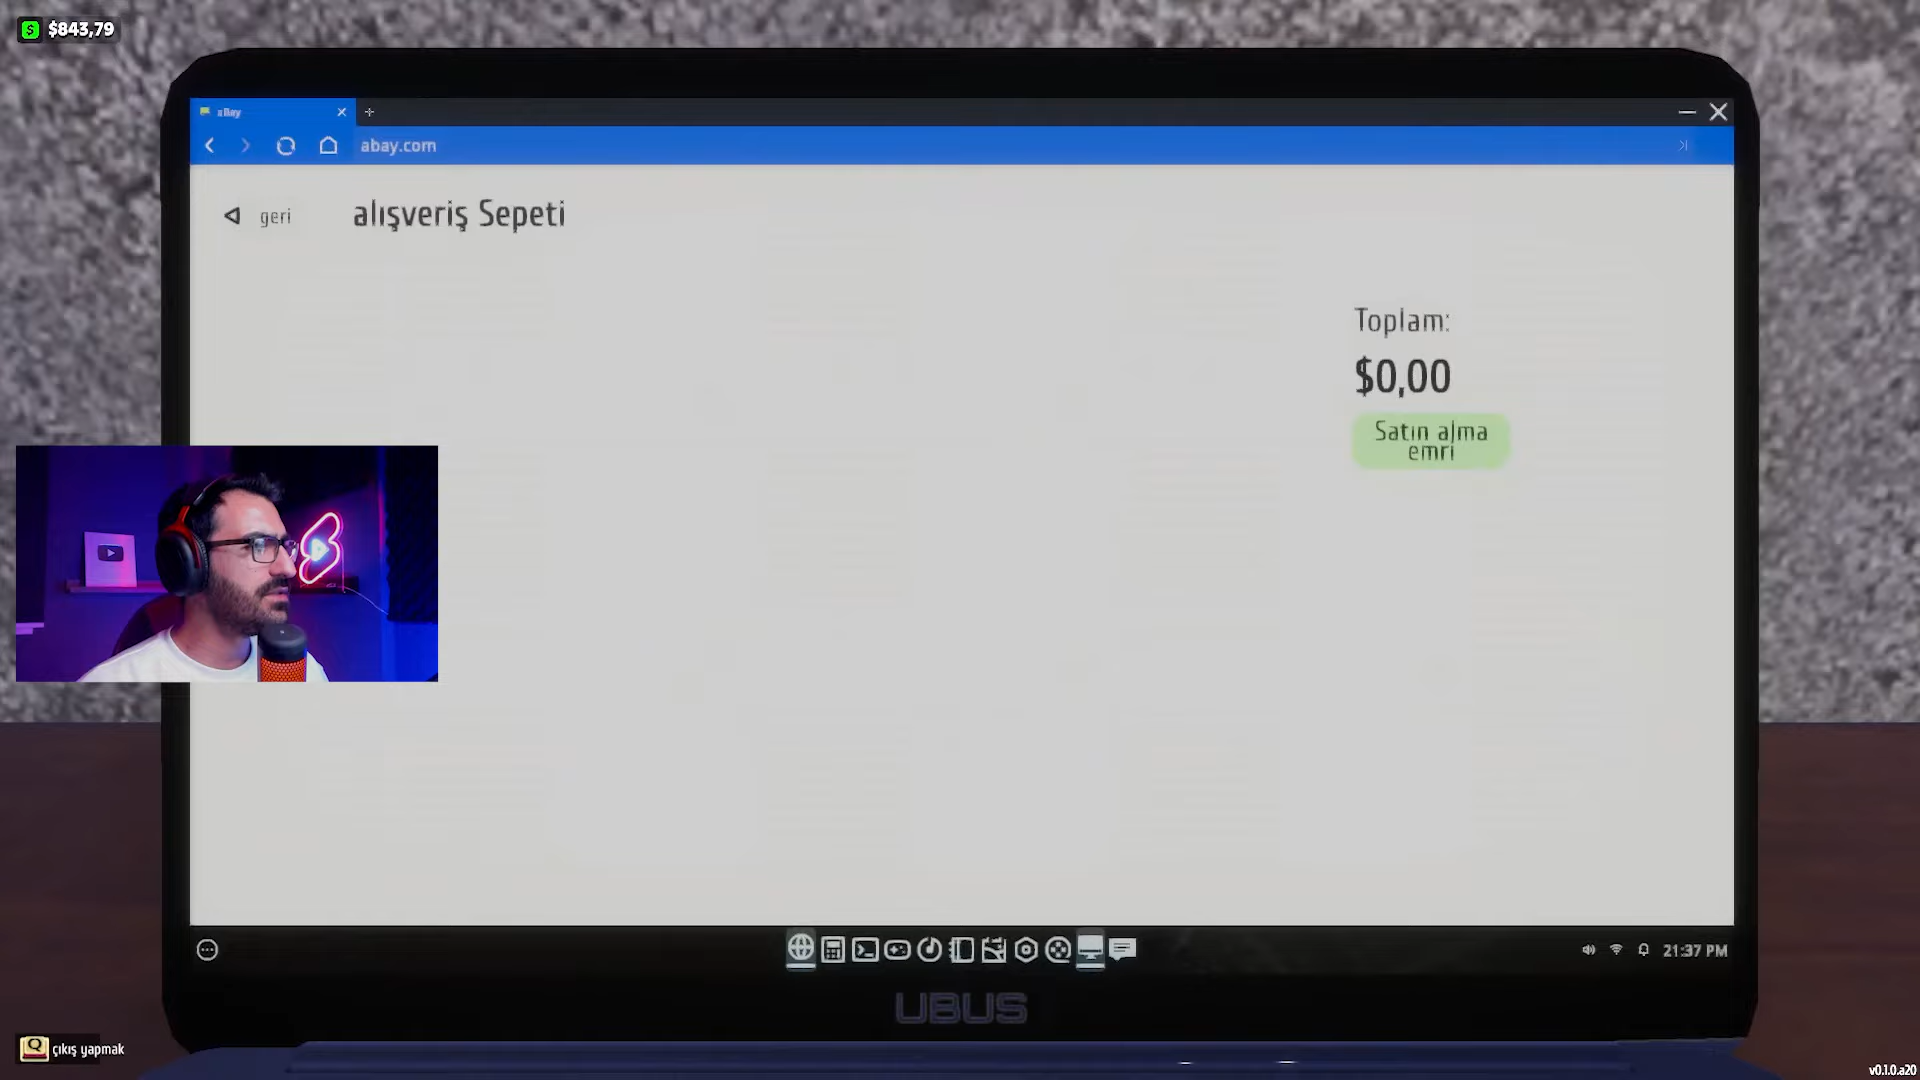 $843,79
aBay
abay.com
geri
alışveriş Sepeti
Toplam:
$0,00
Satın alma
emri
21:37 PM
UBUS
Q çıkış yapmak
v0.1.0.a20